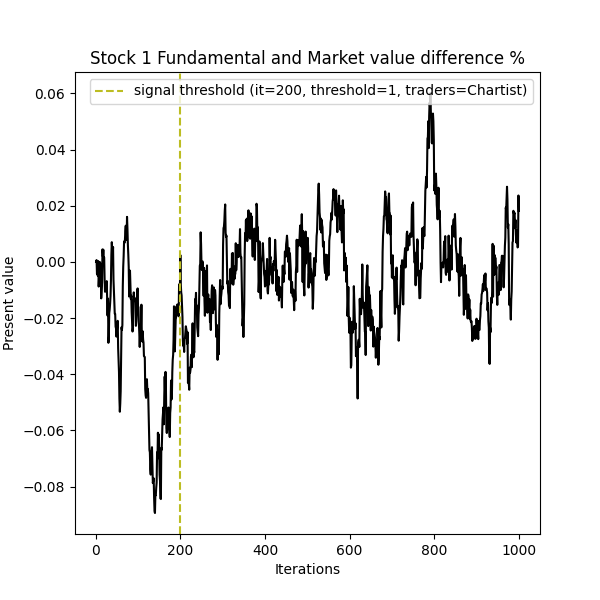 Stock 1 Fundamental and Market value difference %
signal threshold (it=200, threshold=1, traders=Chartist)
0.06
0.04
0.02
0.00
−0.02
−0.04
−0.06
−0.08
Present value
0 200 400 600 800 1000
Iterations